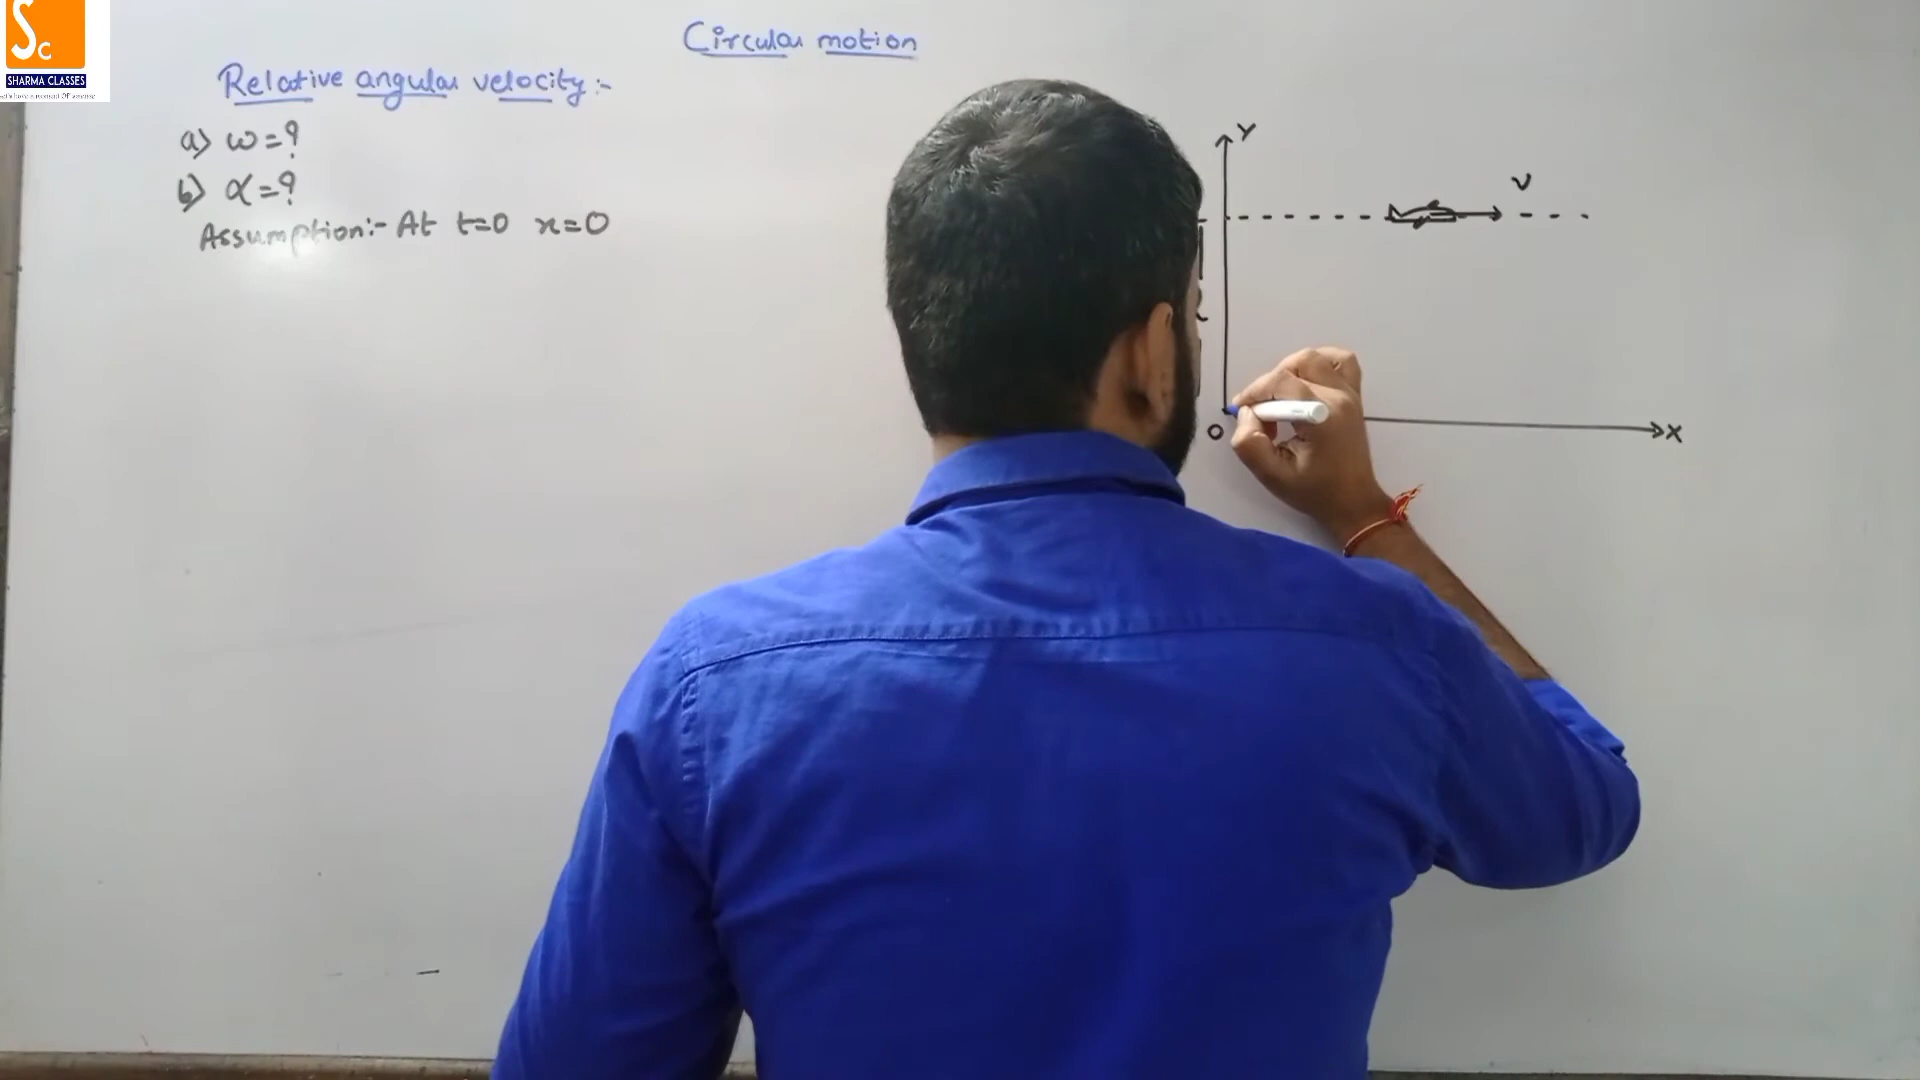 Sc
SHARMA CLASSES
Circular motion
Relative angular velocity:-
a) ω=?
b) α=?
Assumption:- At t=0 x=0
Y
V
O
X